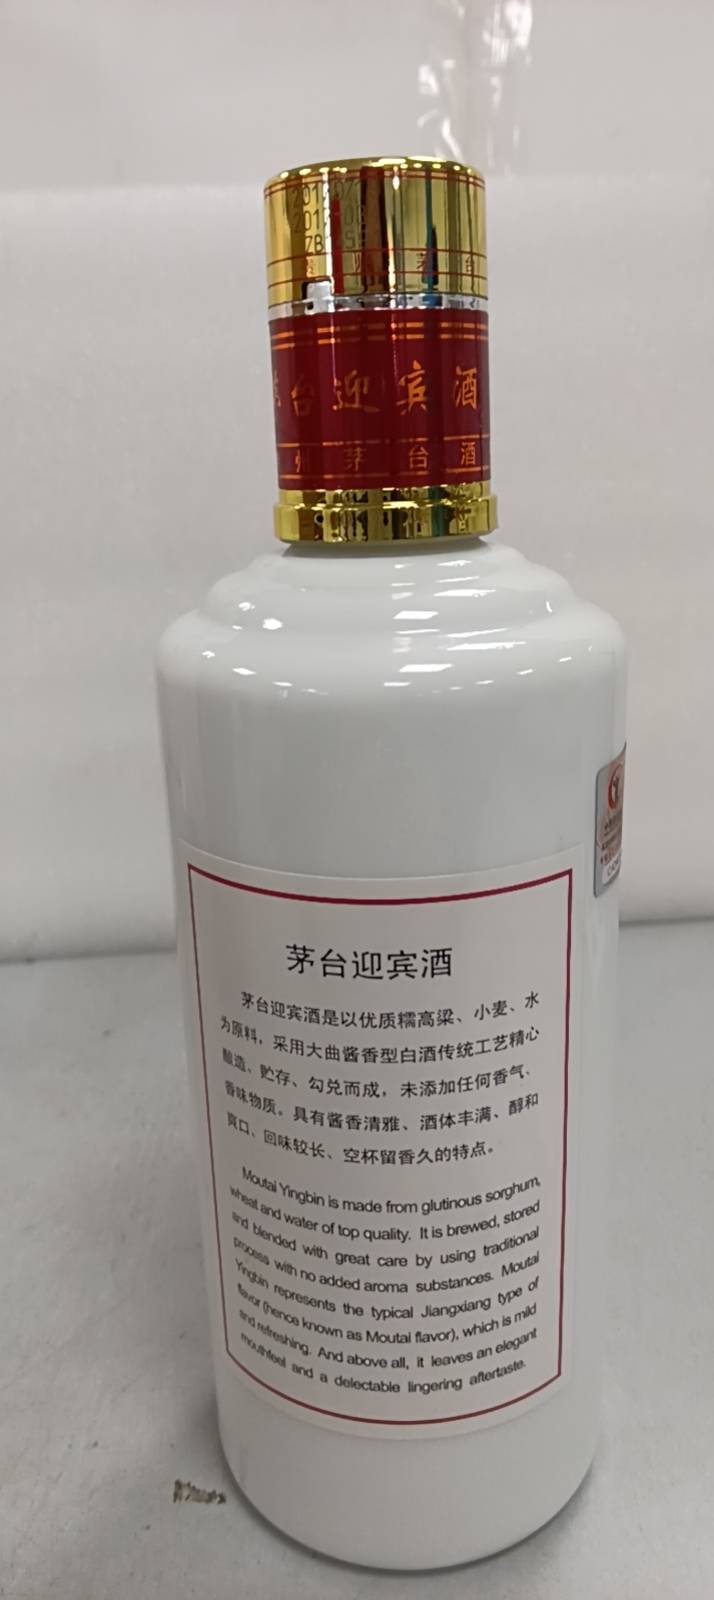 台迎宾酒
州茅台酒
茅台迎宾酒
茅台迎宾酒是以优质糯高粱、小麦、水
为原料，采用大曲酱香型白酒传统工艺精心
酿造、贮存、勾兑而成，未添加任何香气、
香味物质。具有酱香清雅、酒体丰满、醇和
爽口、回味较长、空杯留香久的特点。
Moutai Yingbin is made from glutinous sorghum,
wheat and water of top quality. It is brewed, stored
and blended with great care by using traditional
process with no added aroma substances. Moutai
Yingbin represents the typical Jiangxiang type of
flavor (hence known as Moutai flavor), which is mild
and refreshing. And above all, it leaves an elegant
mouthfeel and a delectable lingering aftertaste.